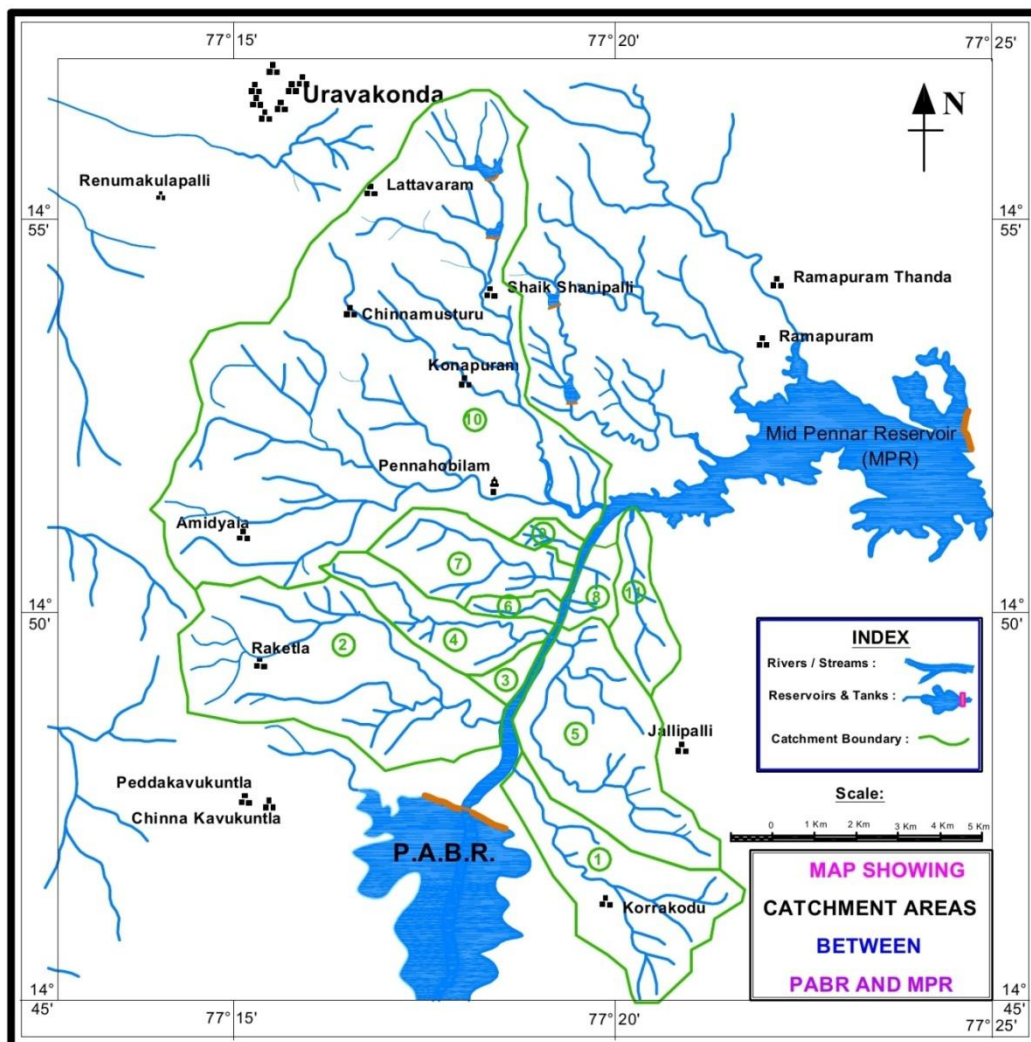 77° 15'
77° 20'
77° 25'
Uravakonda
N
Renumakulapalli
Lattavaram
14° 55'
14° 55'
Shaik Shanipalli
Ramapuram Thanda
Chinnamusturu
Ramapuram
Konapuram
10
Mid Pennar Reservoir
(MPR)
Pennahobilam
Amidyala
9
7
8
11
6
14° 50'
14° 50'
4
2
Raketla
3
5
Jallipalli
INDEX
Rivers / Streams :
Reservoirs & Tanks :
Catchment Boundary :
Peddakavukuntla
Chinna Kavukuntla
Scale:
0 1 Km 2 Km 3 Km 4 Km 5 Km
P.A.B.R.
1
Korrakodu
MAP SHOWING
CATCHMENT AREAS
BETWEEN
PABR AND MPR
14° 45'
14° 45'
77° 15'
77° 20'
77° 25'